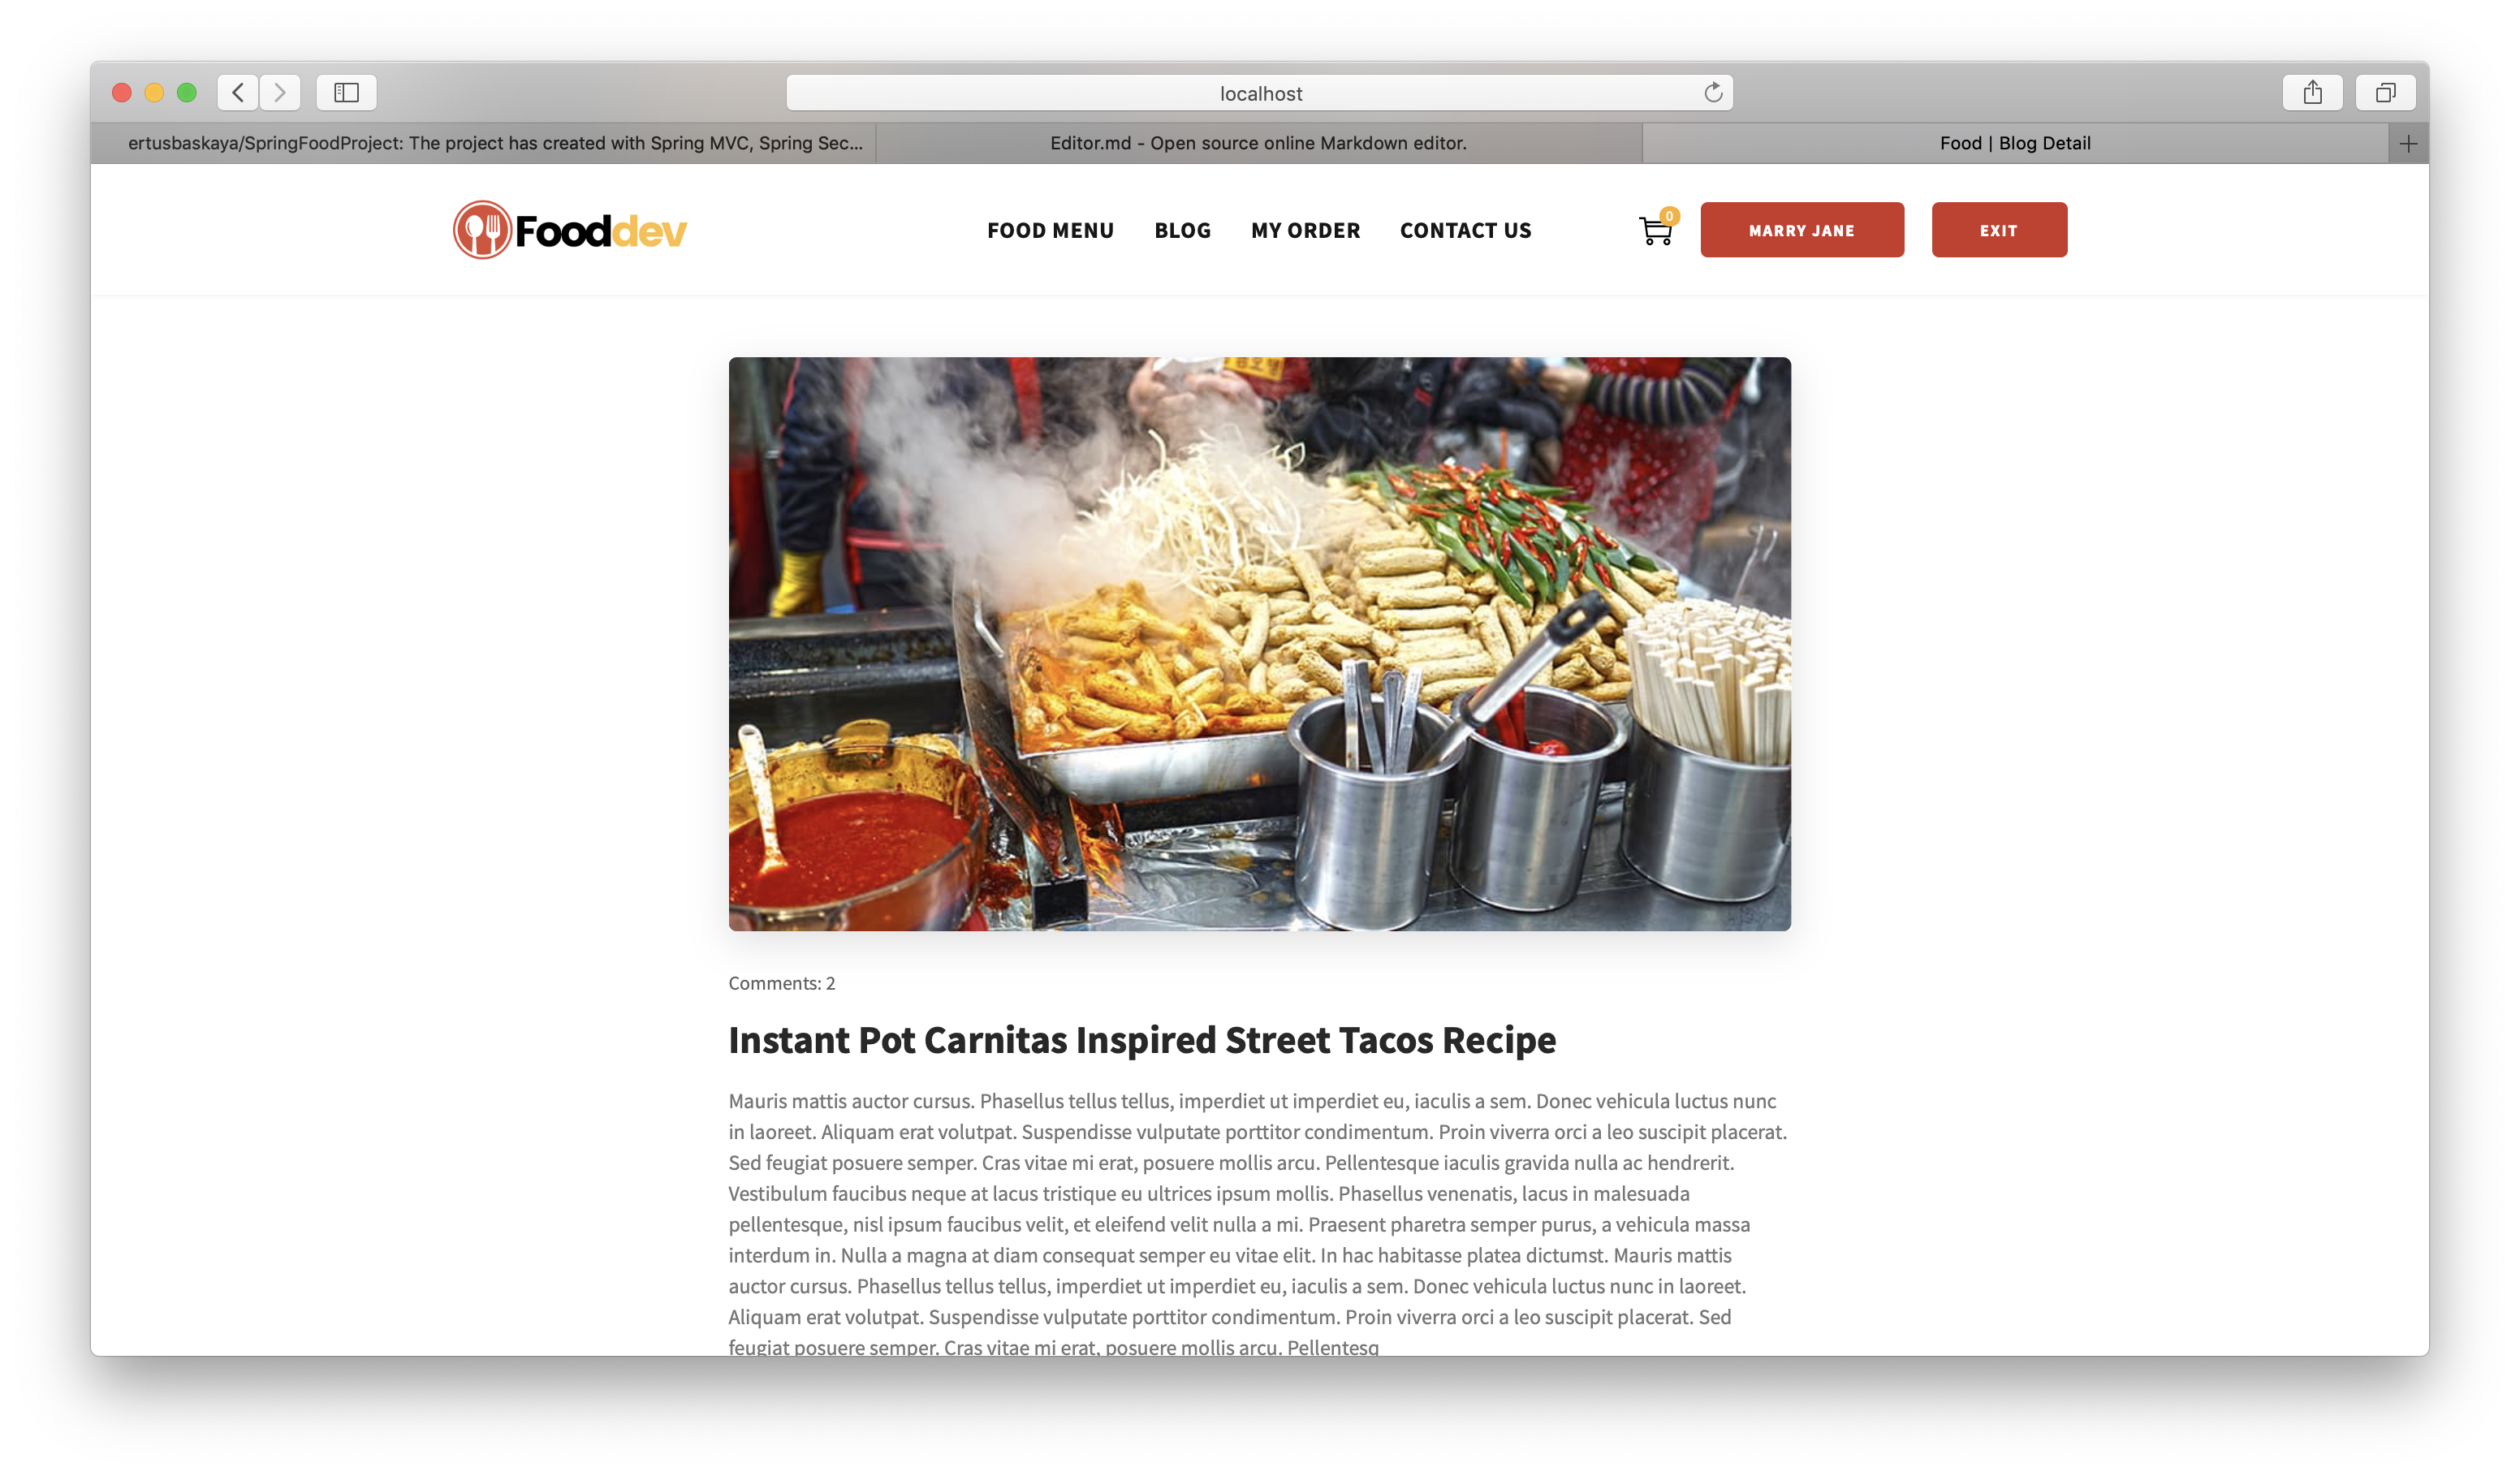 localhost
ertusbaskaya/SpringFoodProject: The project has created with Spring MVC, Spring Sec...
Editor.md - Open source online Markdown editor.
Food | Blog Detail
Fooddev
FOOD MENU
BLOG
MY ORDER
CONTACT US
0
MARRY JANE
EXIT
Comments: 2
Instant Pot Carnitas Inspired Street Tacos Recipe
Mauris mattis auctor cursus. Phasellus tellus tellus, imperdiet ut imperdiet eu, iaculis a sem. Donec vehicula luctus nunc
in laoreet. Aliquam erat volutpat. Suspendisse vulputate porttitor condimentum. Proin viverra orci a leo suscipit placerat.
Sed feugiat posuere semper. Cras vitae mi erat, posuere mollis arcu. Pellentesque iaculis gravida nulla ac hendrerit.
Vestibulum faucibus neque at lacus tristique eu ultrices ipsum mollis. Phasellus venenatis, lacus in malesuada
pellentesque, nisl ipsum faucibus velit, et eleifend velit nulla a mi. Praesent pharetra semper purus, a vehicula massa
interdum in. Nulla a magna at diam consequat semper eu vitae elit. In hac habitasse platea dictumst. Mauris mattis
auctor cursus. Phasellus tellus tellus, imperdiet ut imperdiet eu, iaculis a sem. Donec vehicula luctus nunc in laoreet.
Aliquam erat volutpat. Suspendisse vulputate porttitor condimentum. Proin viverra orci a leo suscipit placerat. Sed
feugiat posuere semper. Cras vitae mi erat, posuere mollis arcu. Pellentesq